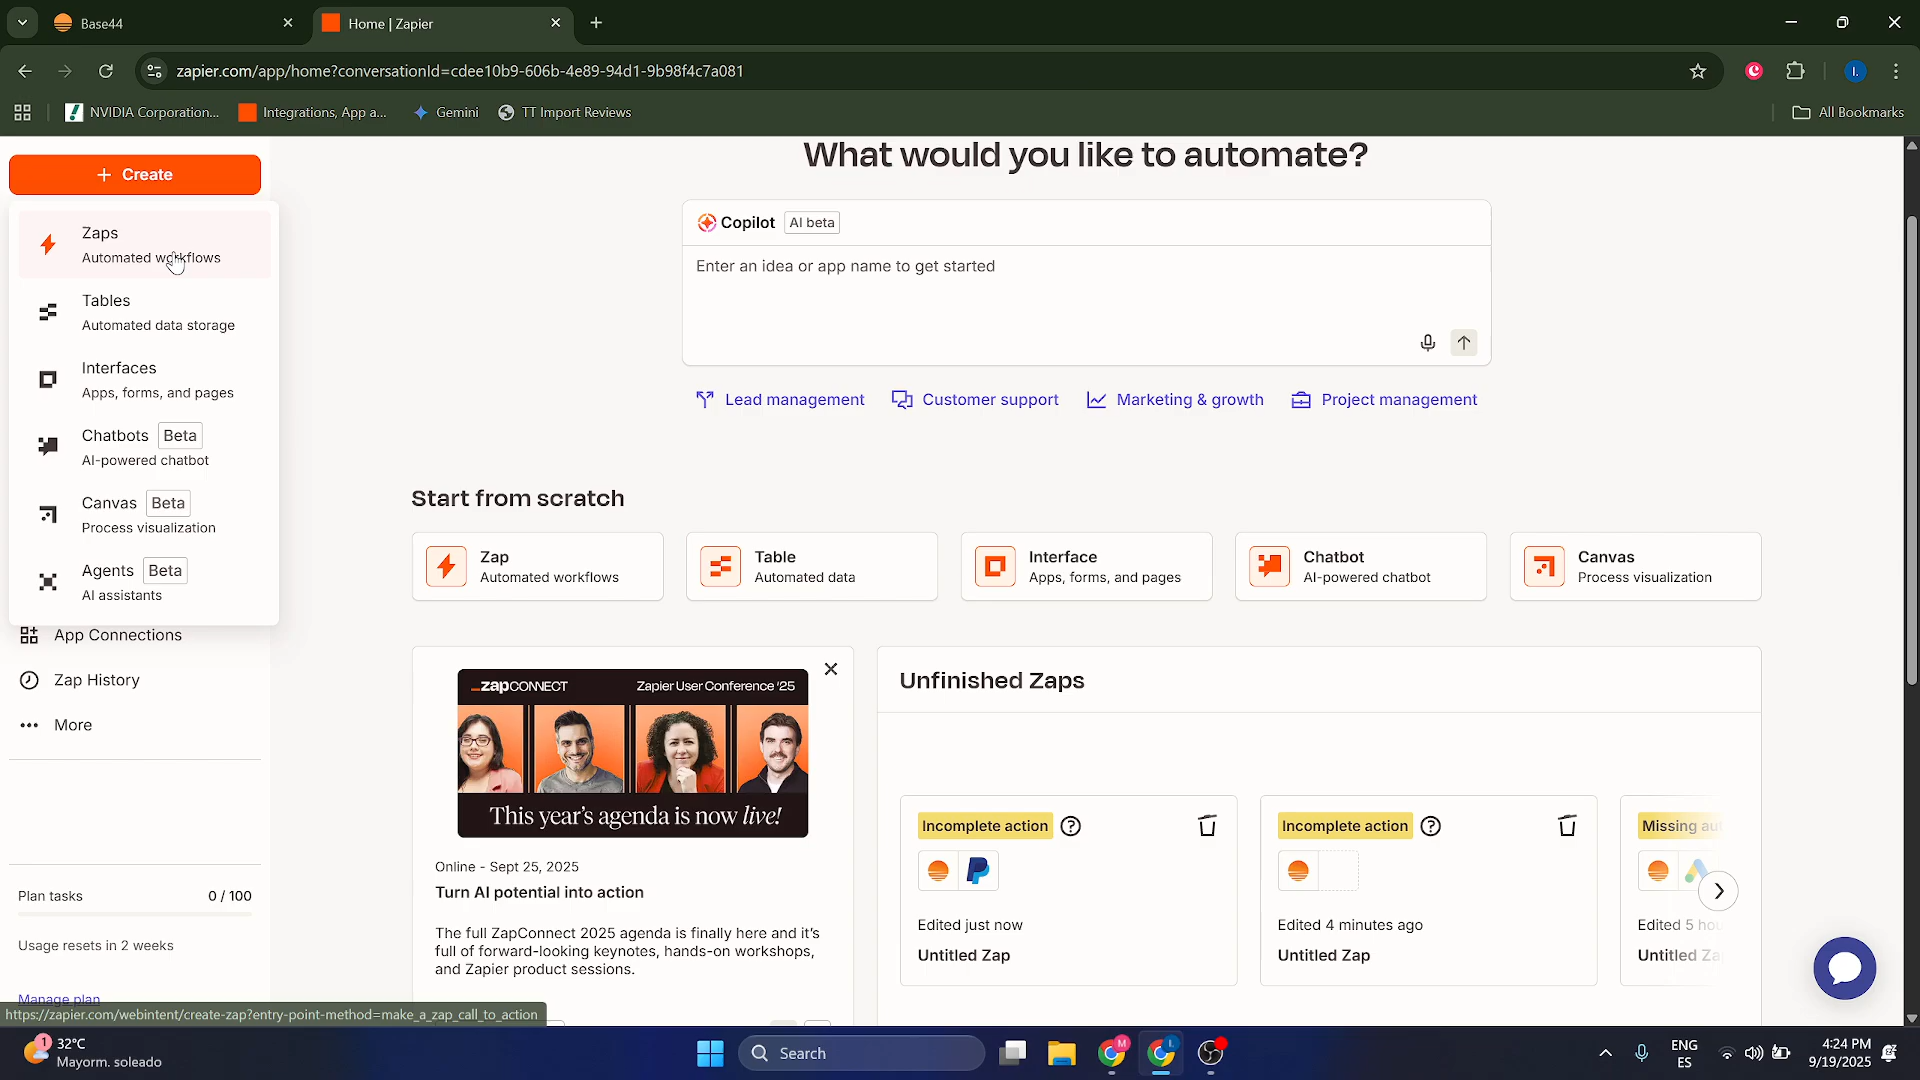 Base44
Home | Zapier
zapier.com/app/home?conversationId=cdee10b9-606b-4e89-94d1-9b98f4c7a081
I.
NVIDIA Corporation...
Integrations, App a...
Gemini
TT Import Reviews
All Bookmarks
+ Create
Zaps
Automated workflows
Tables
Automated data storage
Interfaces
Apps, forms, and pages
Chatbots Beta
AI-powered chatbot
Canvas Beta
Process visualization
Agents Beta
AI assistants
App Connections
Zap History
More
Plan tasks 0 / 100
Usage resets in 2 weeks
Manage plan
https://zapier.com/webintent/create-zap?entry-point-method=make_a_zap_call_to_action
What would you like to automate?
Copilot AI beta
Enter an idea or app name to get started
Lead management
Customer support
Marketing & growth
Project management
Start from scratch
Zap
Automated workflows
Table
Automated data
Interface
Apps, forms, and pages
Chatbot
AI-powered chatbot
Canvas
Process visualization
_zapCONNECT Zapier User Conference '25
This year's agenda is now live!
Online - Sept 25, 2025
Turn AI potential into action
The full ZapConnect 2025 agenda is finally here and it's
full of forward-looking keynotes, hands-on workshops,
and Zapier product sessions.
Unfinished Zaps
Incomplete action
Edited just now
Untitled Zap
Incomplete action
Edited 4 minutes ago
Untitled Zap
Missing au
Edited 5 hou
Untitled Za
1
32°C
Mayorm. soleado
Search
M
I.
ENG
ES
4:24 PM
9/19/2025